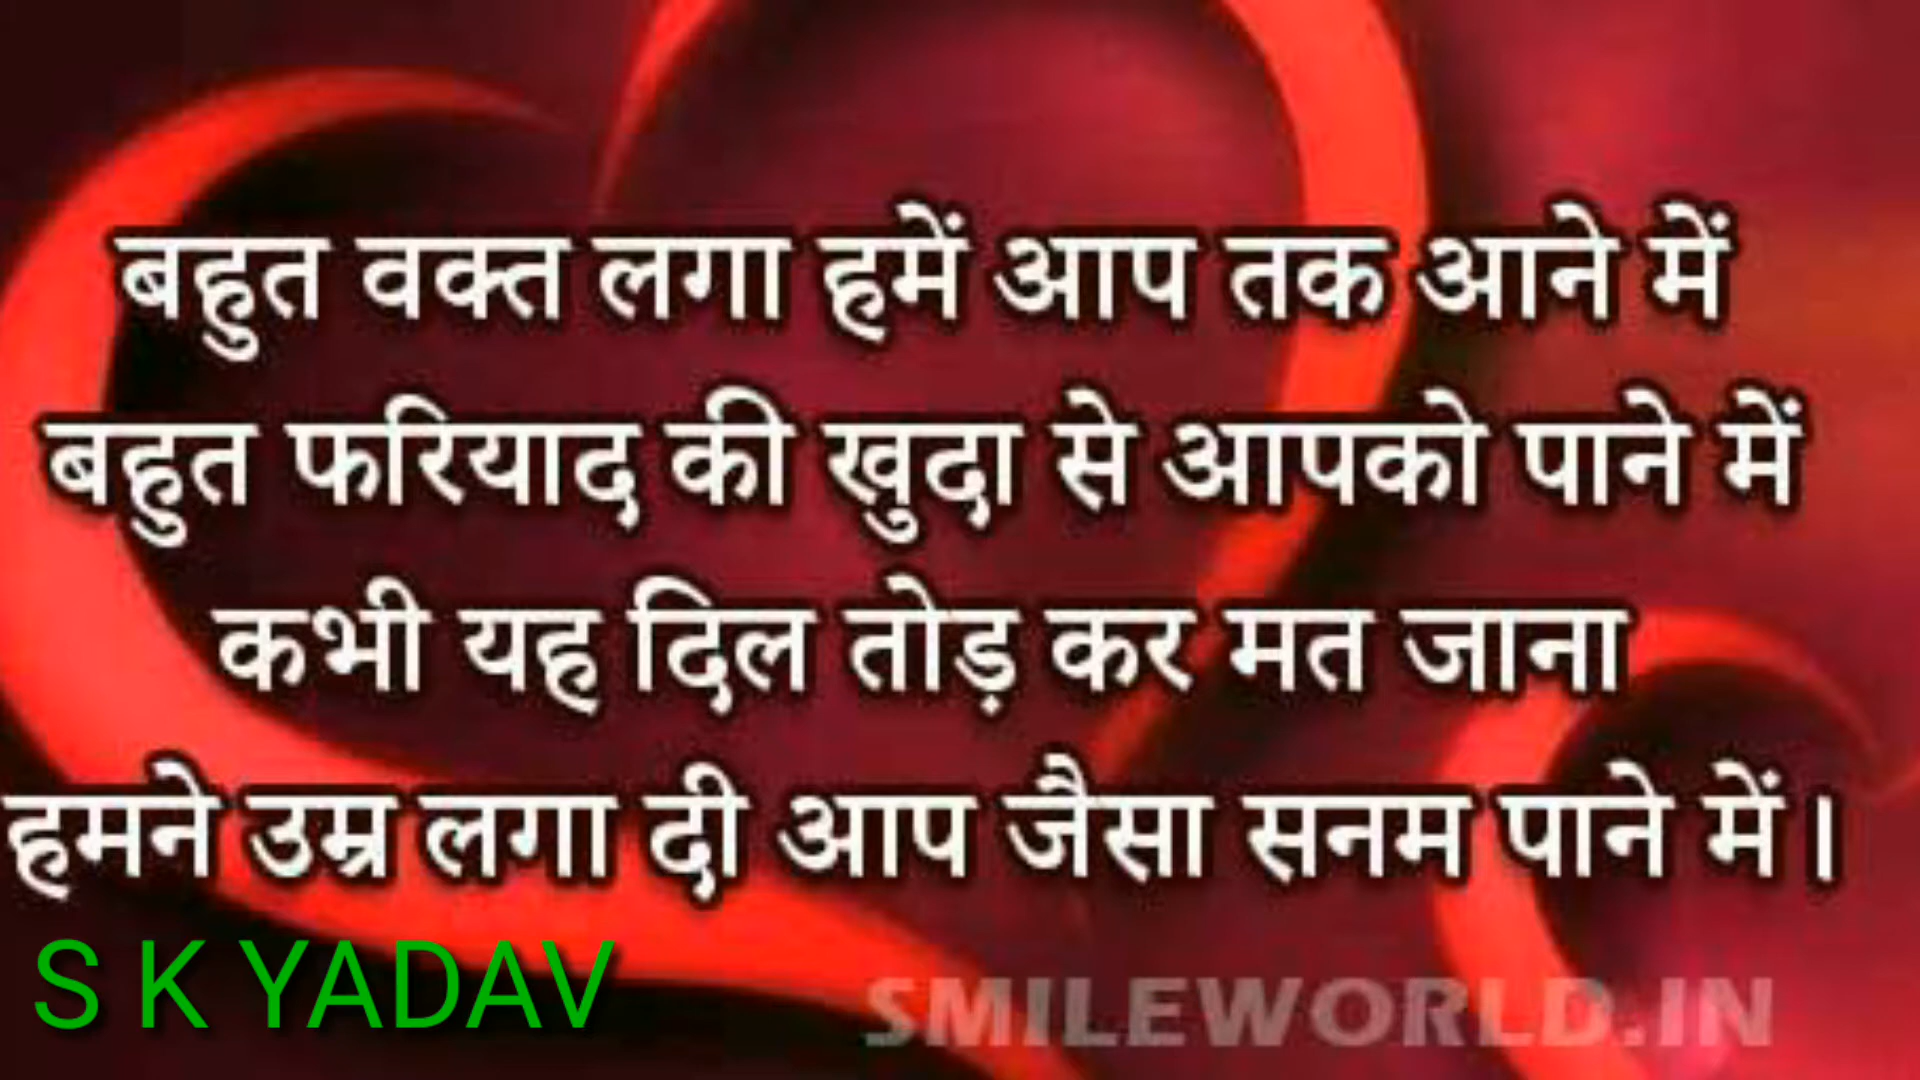 बहुत वक्त लगा हमें आप तक आने में
बहुत फरियाद की खुदा से आपको पाने में
कभी यह दिल तोड़ कर मत जाना
हमने उम्र लगा दी आप जैसा सनम पाने में।
S K YADAV
SMILEWORLD.IN